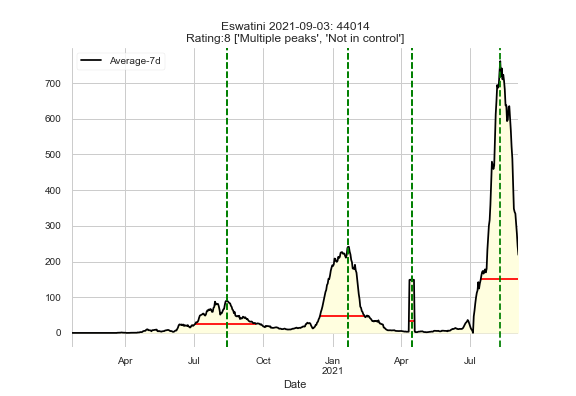 Eswatini 2021-09-03: 44014
Rating:8 ['Multiple peaks', 'Not in control']
Average-7d
700
600
500
400
300
200
100
0
Apr
Jul
Oct
Jan
2021
Apr
Jul
Date